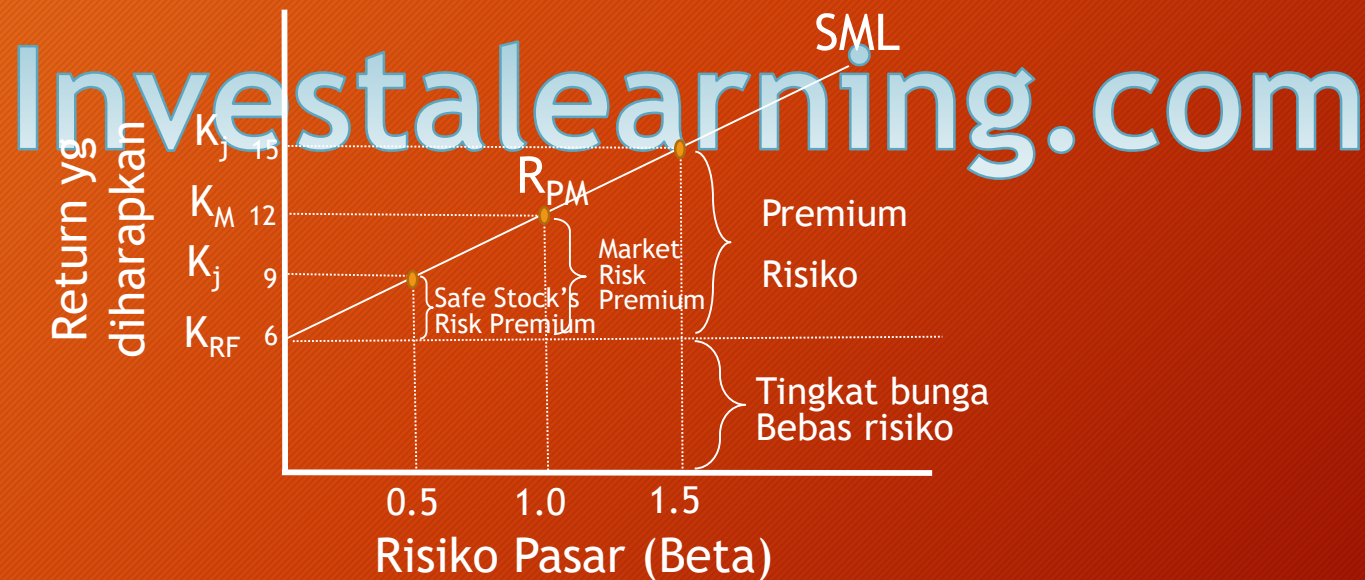 SML
Investalearning.com
Return yg
diharapkan
Kj 15
RPM
KM 12
Kj 9
KRF 6
Safe Stock's
Risk Premium
Market
Risk
Premium
Premium
Risiko
Tingkat bunga
Bebas risiko
0.5 1.0 1.5
Risiko Pasar (Beta)